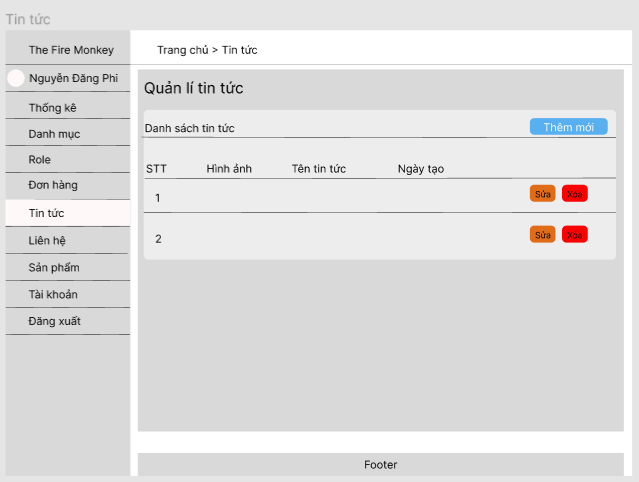 Tin tức
The Fire Monkey
Trang chủ > Tin tức
Nguyễn Đăng Phi
Thống kê
Danh mục
Role
Đơn hàng
Tin tức
Liên hệ
Sản phẩm
Tài khoản
Đăng xuất
Quản lí tin tức
Danh sách tin tức
Thêm mới
STT Hình ảnh Tên tin tức Ngày tạo
1 Sửa Xóa
2 Sửa Xóa
Footer